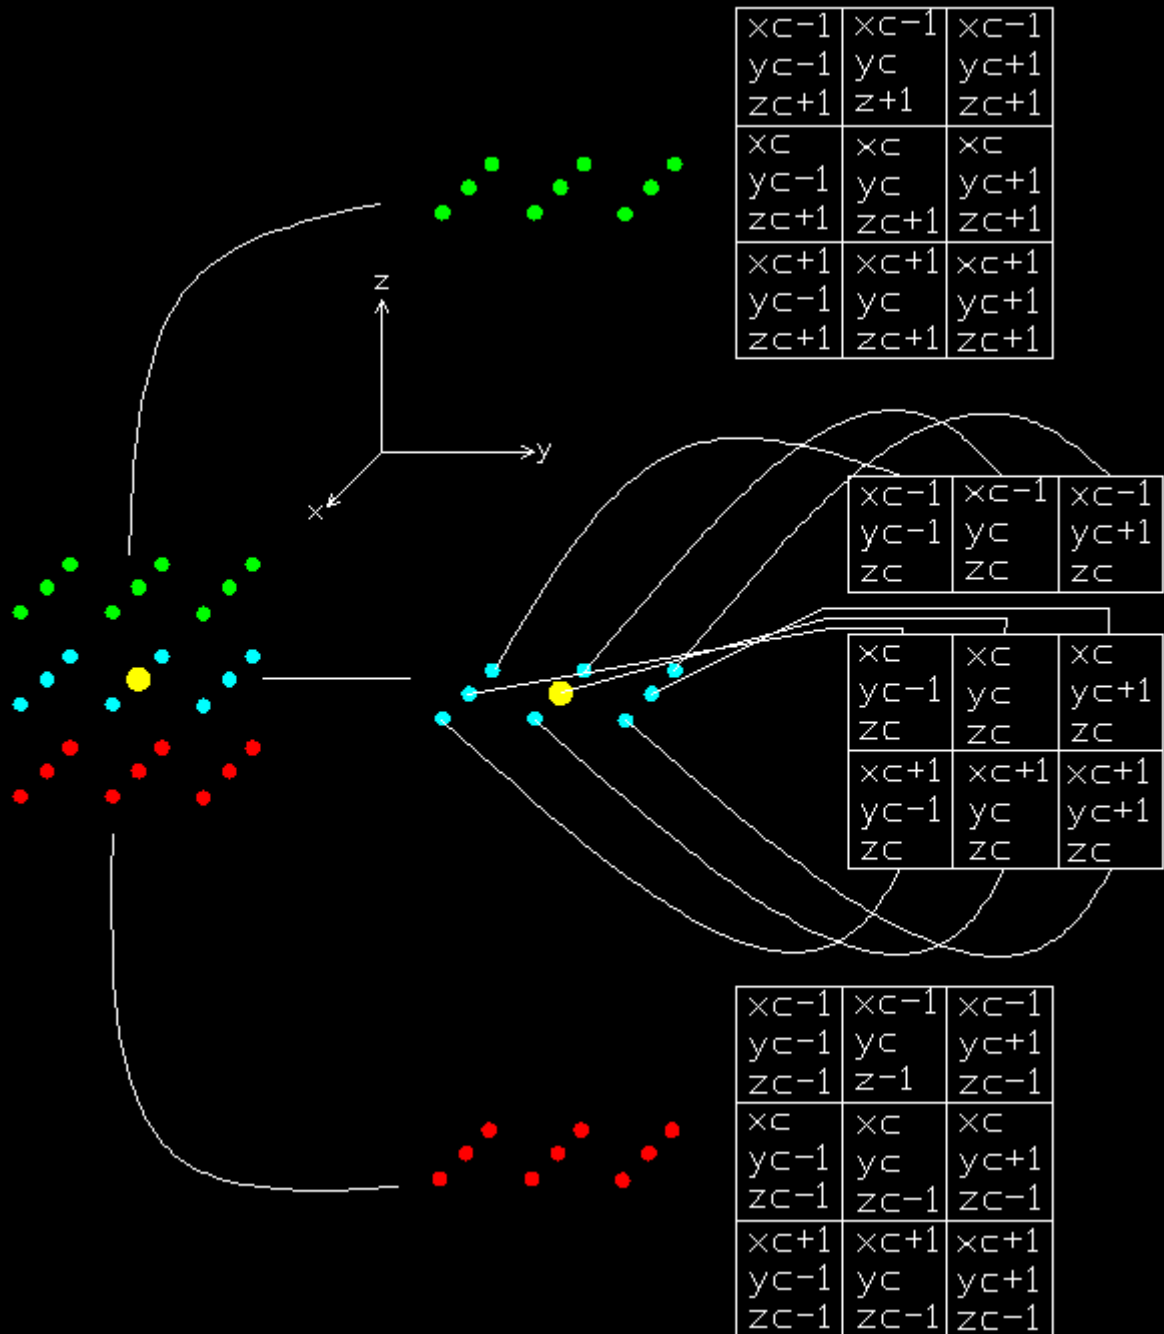 xc-1 xc-1 xc-1
yc-1 yc yc+1
zc+1 z+1 zc+1
xc xc xc
yc-1 yc yc+1
zc+1 zc+1 zc+1
xc+1 xc+1 xc+1
yc-1 yc yc+1
zc+1 zc+1 zc+1
z
y
x
xc-1 xc-1 xc-1
yc-1 yc yc+1
zc zc zc
xc xc xc
yc-1 yc yc+1
zc zc zc
xc+1 xc+1 xc+1
yc-1 yc yc+1
zc zc zc
xc-1 xc-1 xc-1
yc-1 yc yc+1
zc-1 z-1 zc-1
xc xc xc
yc-1 yc yc+1
zc-1 zc-1 zc-1
xc+1 xc+1 xc+1
yc-1 yc yc+1
zc-1 zc-1 zc-1